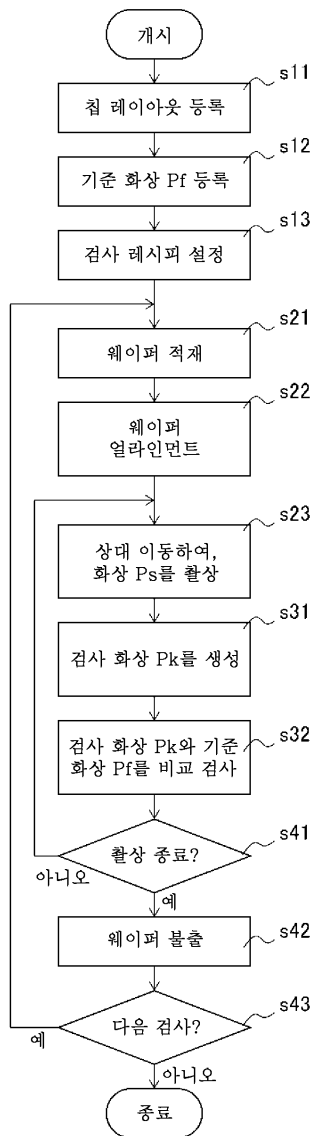 개시
s11
칩 레이아웃 등록
s12
기준 화상 Pf 등록
s13
검사 레시피 설정
s21
웨이퍼 적재
s22
웨이퍼
얼라인먼트
s23
상대 이동하여,
화상 Ps를 촬상
s31
검사 화상 Pk를 생성
s32
검사 화상 Pk와 기준
화상 Pf를 비교 검사
s41
촬상 종료?
아니오
예
s42
웨이퍼 불출
s43
다음 검사?
예
아니오
종료